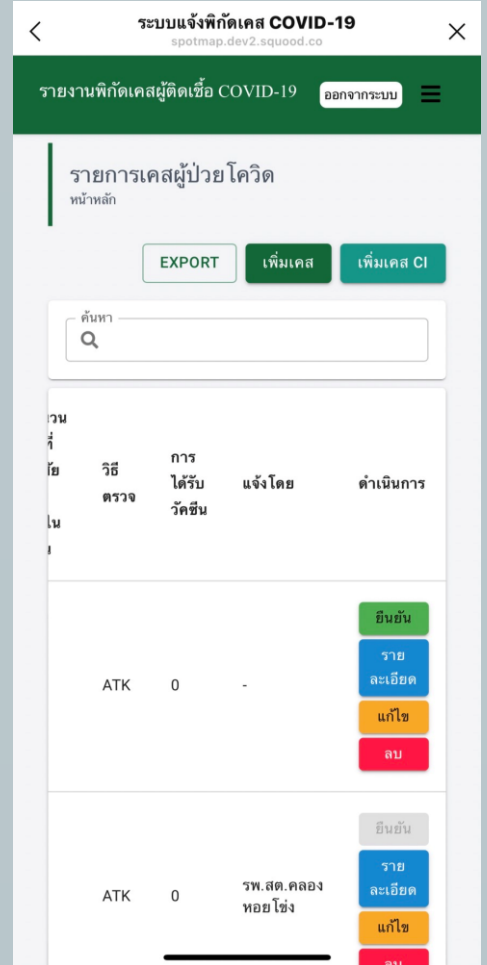 ระบบแจ้งพิกัดเคส COVID-19
spotmap.dev2.squood.co
รายงานพิกัดเคสผู้ติดเชื้อ COVID-19 ออกจากระบบ
รายการเคสผู้ป่วยโควิด
หน้าหลัก
EXPORT เพิ่มเคส เพิ่มเคส CI
ค้นหา
วิธี
ตรวจ
การ
ได้รับ
วัคซีน
แจ้งโดย
ดำเนินการ
ATK 0 -
ยืนยัน
ราย
ละเอียด
แก้ไข
ลบ
ATK 0
รพ.สต.คลอง
หอยโข่ง
ยืนยัน
ราย
ละเอียด
แก้ไข
ลบ